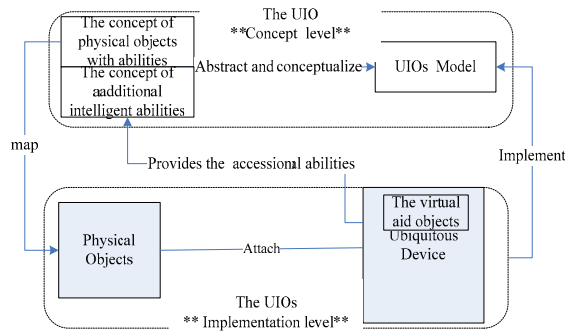 The UIO
**Concept level**
The concept of
physical objects
with abilities
The concept of
aadditional
intelligent abilities
Abstract and conceptualize
UIOs Model
map
Provides the accessional abilities
Implement
Physical
Objects
Attach
The virtual
aid objects
Ubiquitous
Device
The UIOs
** Implementation level**